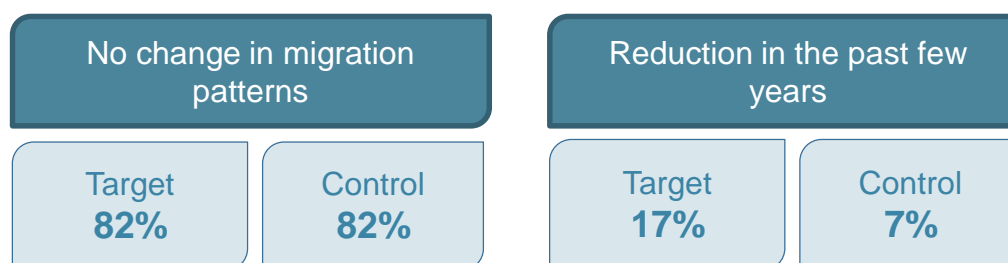 No change in migration
patterns
Target
82%
Control
82%
Reduction in the past few
years
Target
17%
Control
7%